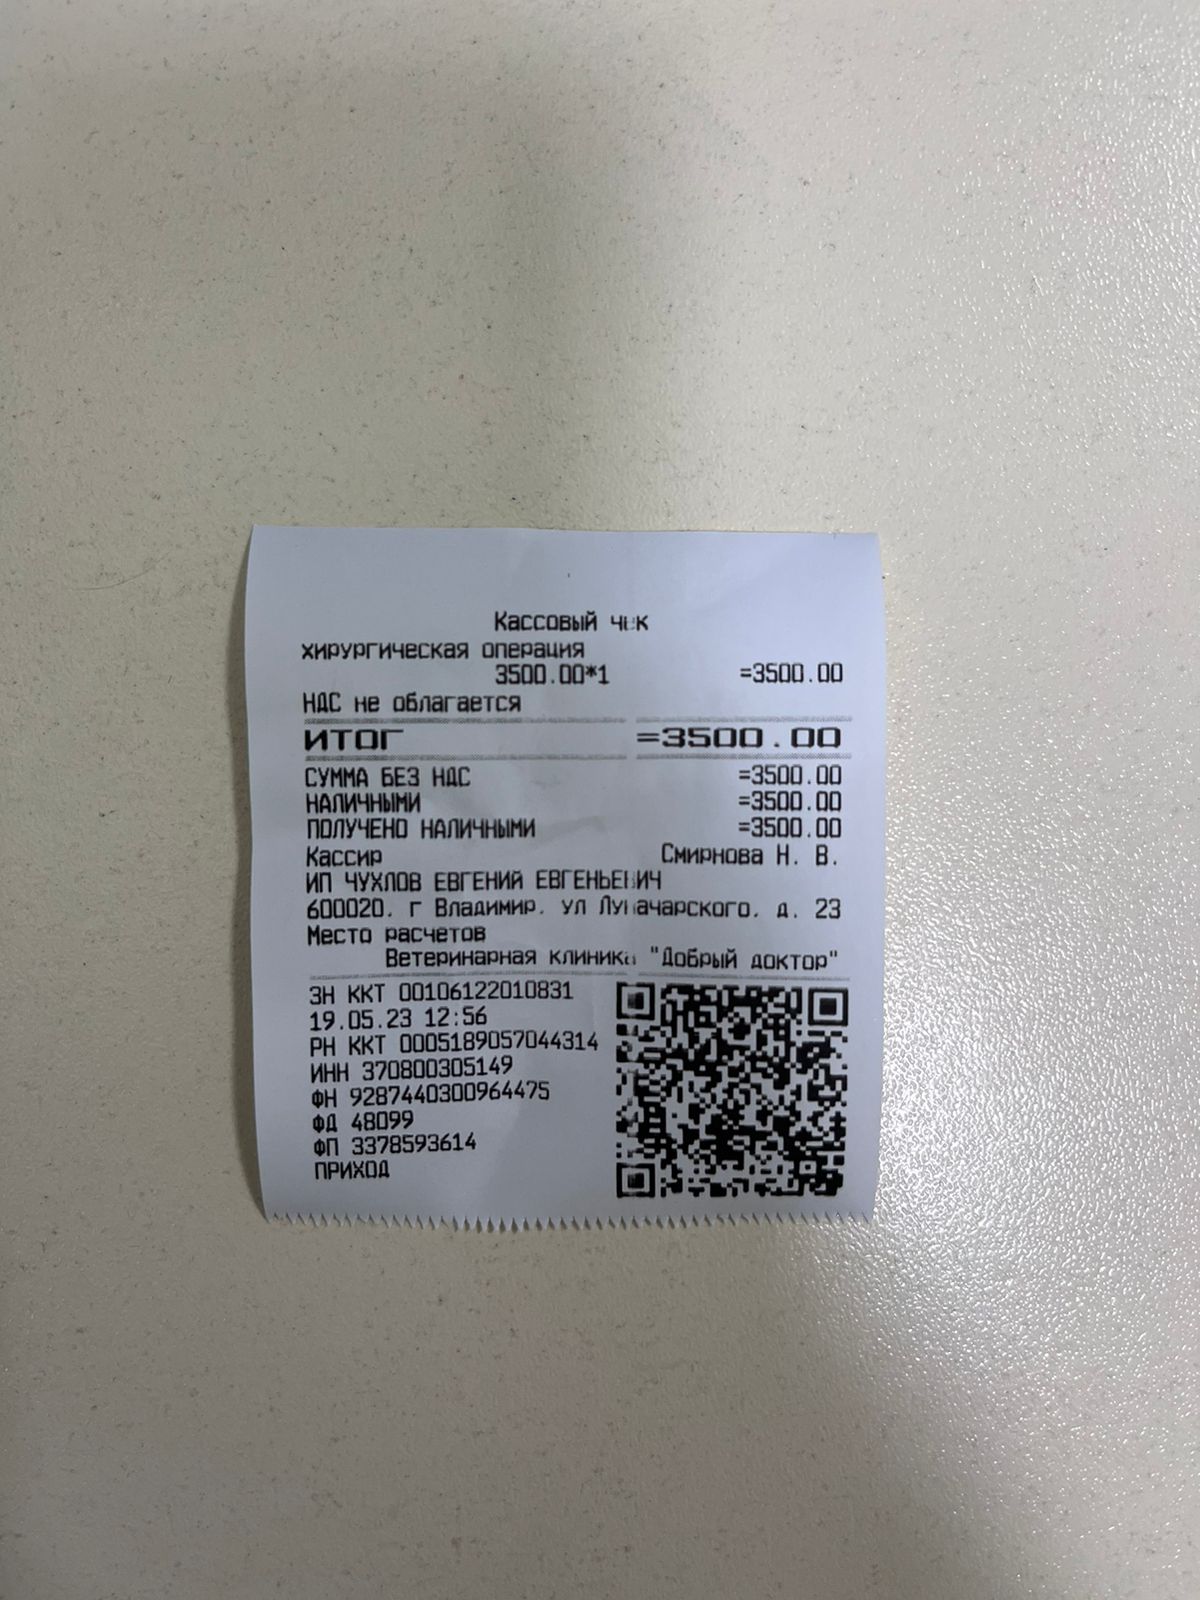 Кассовый чек
хирургическая операция
3500.00*1 =3500.00
НДС не облагается
ИТОГ =3500.00
СУММА БЕЗ НДС =3500.00
НАЛИЧНЫМИ =3500.00
ПОЛУЧЕНО НАЛИЧНЫМИ =3500.00
Кассир Смирнова Н. В.
ИП ЧУХЛОВ ЕВГЕНИЙ ЕВГЕНЬЕВИЧ
600020, г Владимир, ул Луначарского, д. 23
Место расчетов
Ветеринарная клиника "Добрый доктор"
ЗН ККТ 00106122010831
19.05.23 12:56
РН ККТ 0005189057044314
ИНН 370800305149
ФН 9287440300964475
ФД 48099
ФП 3378593614
ПРИХОД